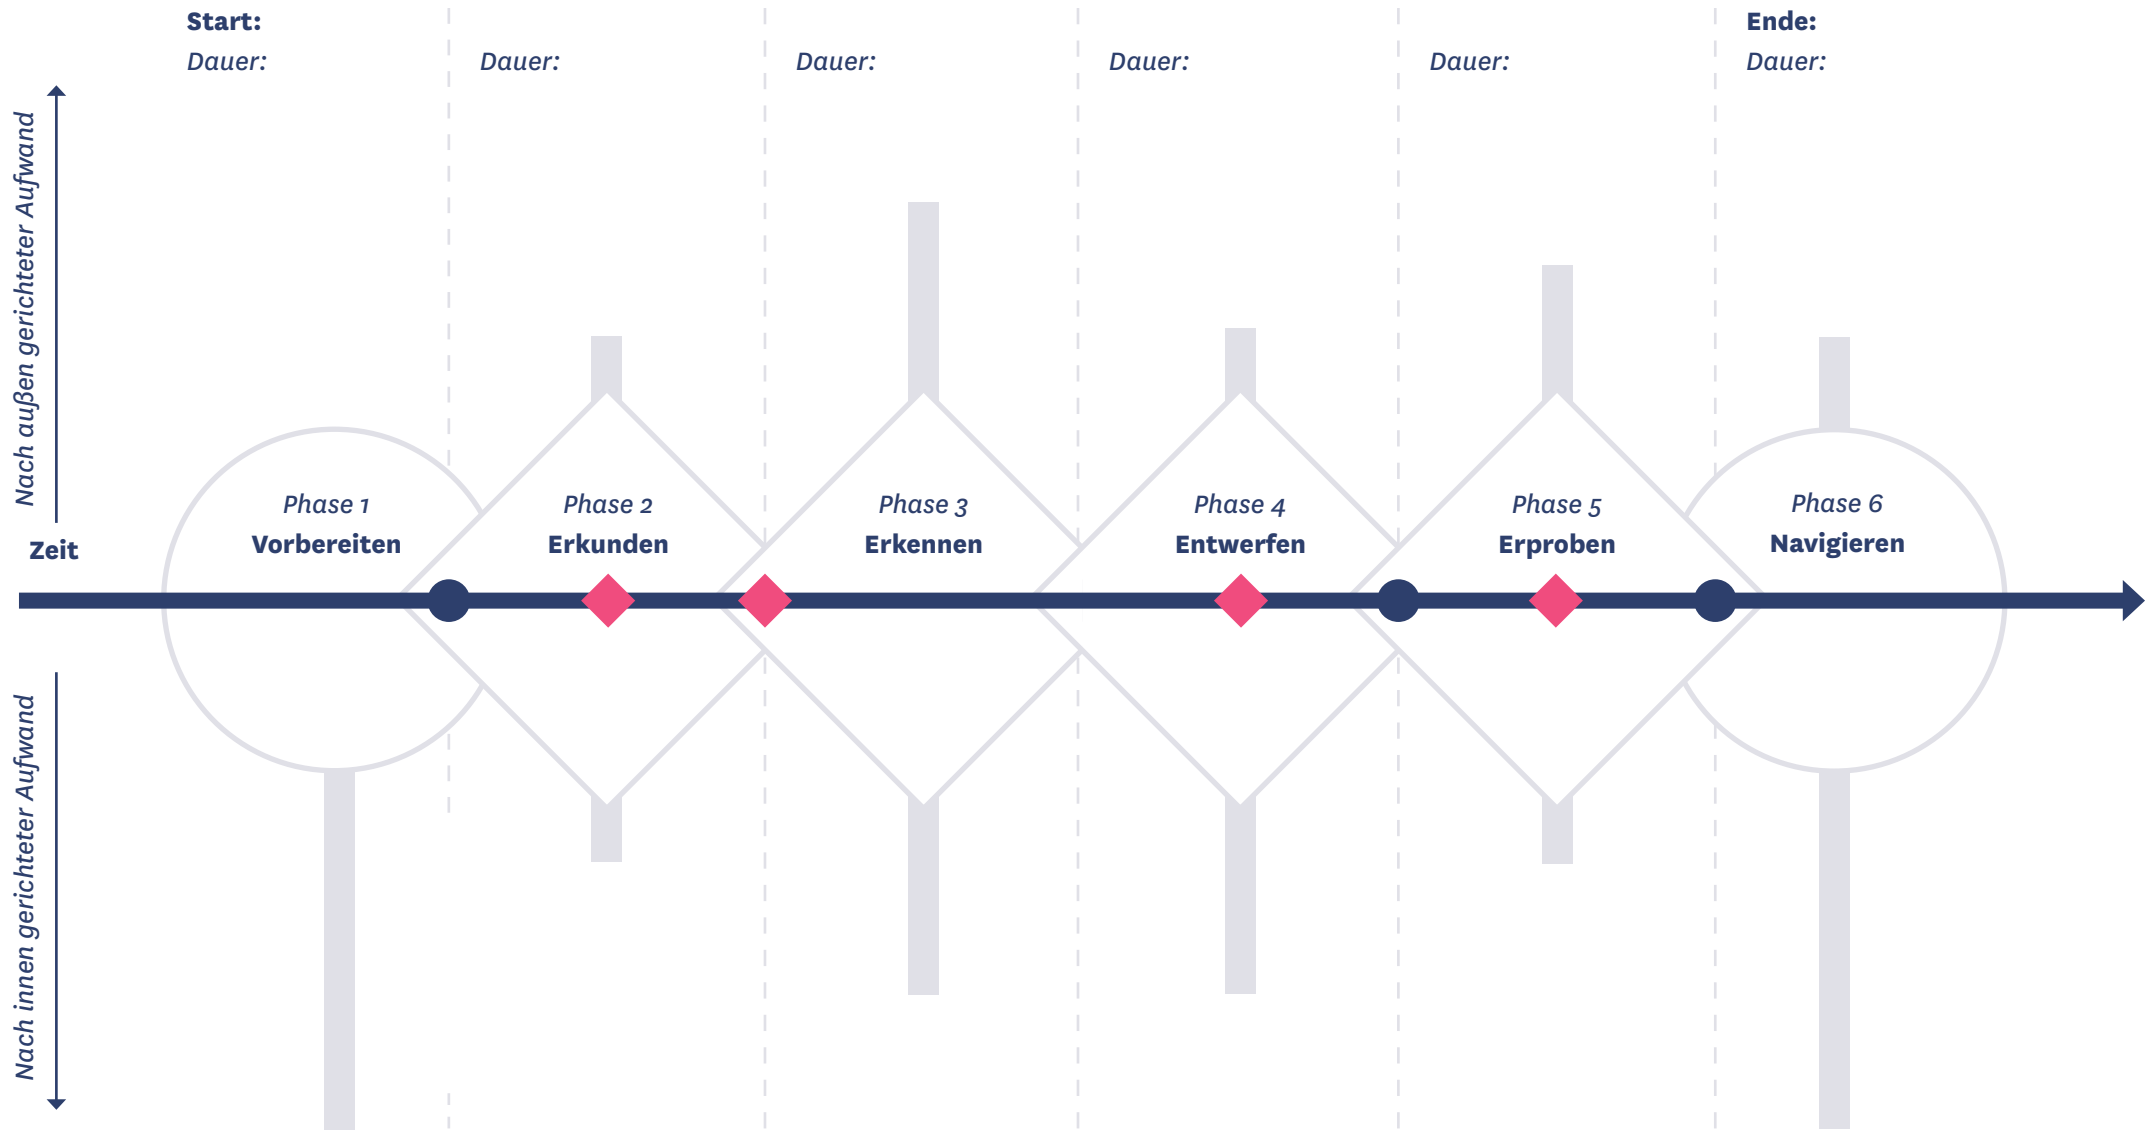 Start:
Ende:
Dauer:
Dauer:
Dauer:
Dauer:
Dauer:
Dauer:
Nach außen gerichteter Aufwand
Zeit
Phase 1
Vorbereiten
Phase 2
Erkunden
Phase 3
Erkennen
Phase 4
Entwerfen
Phase 5
Erproben
Phase 6
Navigieren
Nach innen gerichteter Aufwand